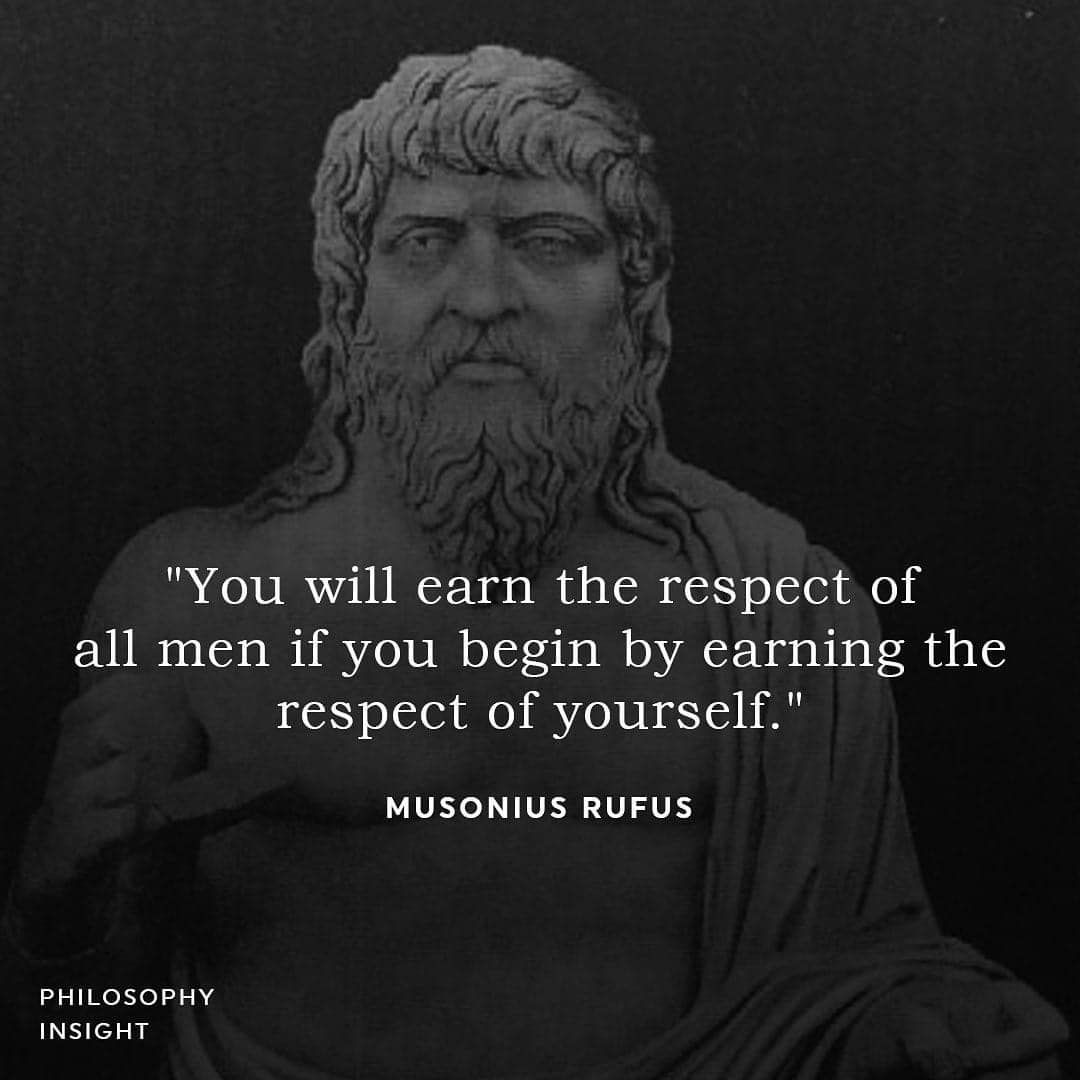 "You will earn the respect of
all men if you begin by earning the
respect of yourself."
MUSONIUS RUFUS
PHILOSOPHY
INSIGHT